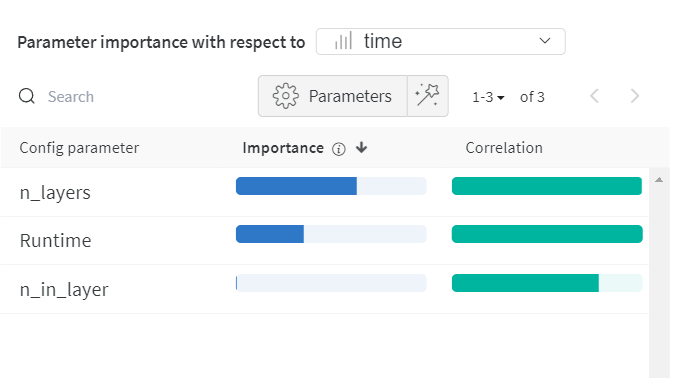 Parameter importance with respect to time
Search Parameters 1-3 of 3
Config parameter Importance Correlation
n_layers
Runtime
n_in_layer